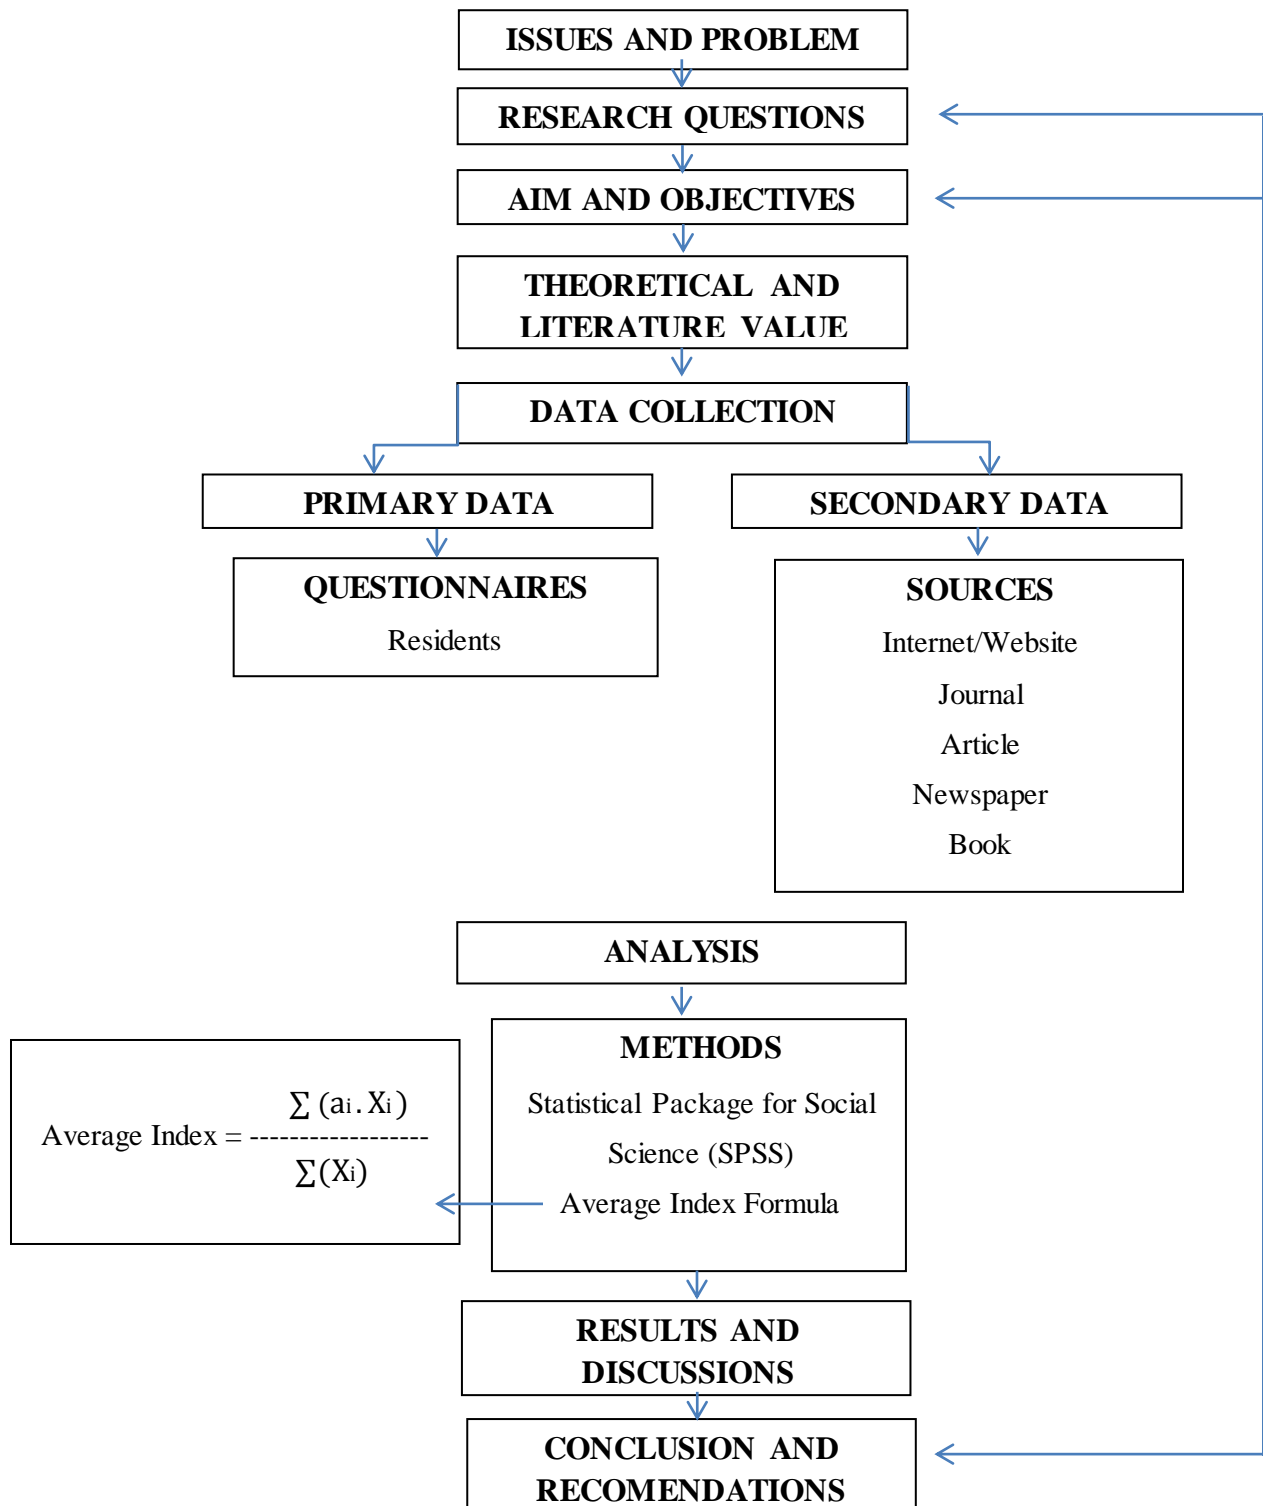 ISSUES AND PROBLEM
RESEARCH QUESTIONS
AIM AND OBJECTIVES
THEORETICAL AND
LITERATURE VALUE
DATA COLLECTION
PRIMARY DATA
SECONDARY DATA
QUESTIONNAIRES
Residents
SOURCES
Internet/Website
Journal
Article
Newspaper
Book
ANALYSIS
METHODS
Statistical Package for Social
Science (SPSS)
Average Index Formula
∑ (ai. Xi)
Average Index = ------------------
∑(Xi)
RESULTS AND
DISCUSSIONS
CONCLUSION AND
RECOMENDATIONS